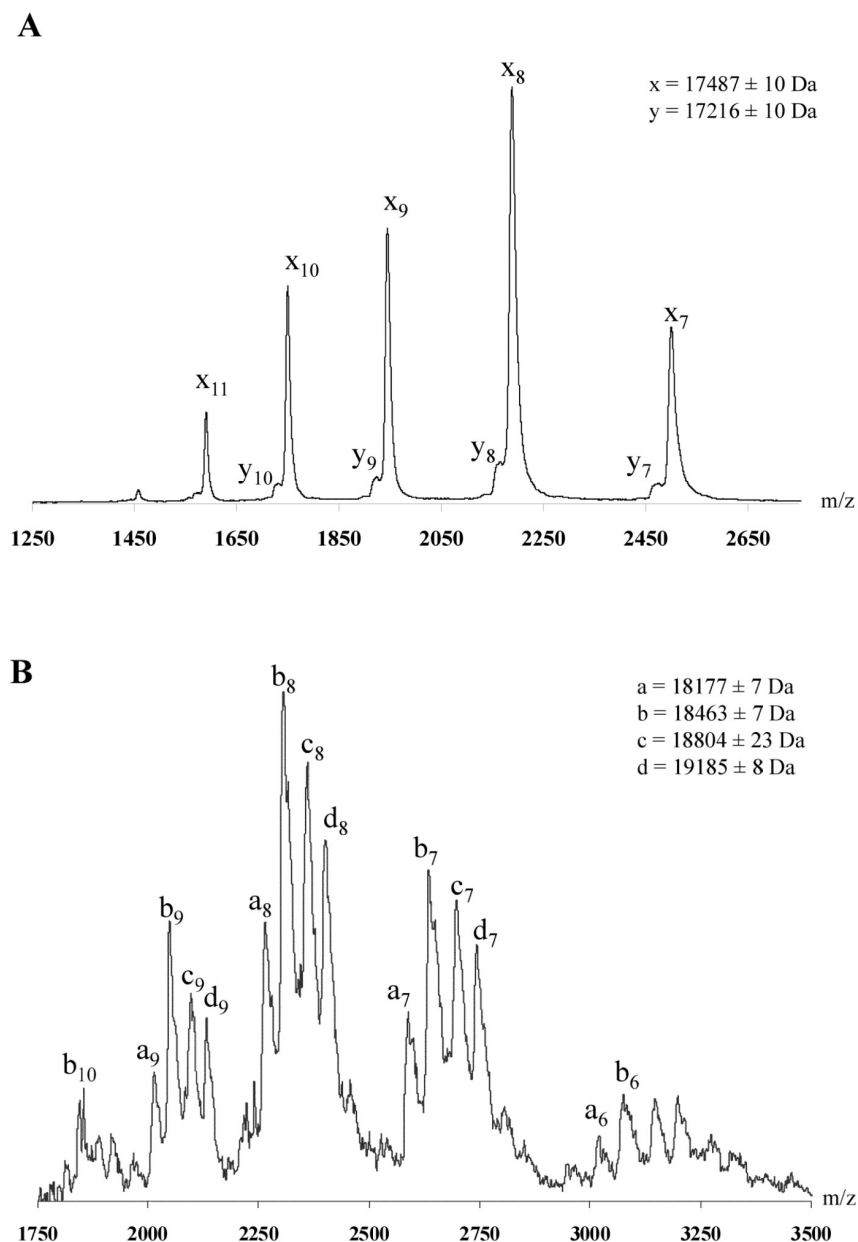 A
x = 17487 ± 10 Da
y = 17216 ± 10 Da
x8
x9
x10
x7
x11
y10
y9
y8
y7
m/z
1250 1450 1650 1850 2050 2250 2450 2650
B
a = 18177 ± 7 Da
b = 18463 ± 7 Da
c = 18804 ± 23 Da
d = 19185 ± 8 Da
b8
c8
d8
b7
c7
d7
a8
b9
c9
d9
a7
a9
b10
b6
a6
m/z
1750 2000 2250 2500 2750 3000 3250 3500